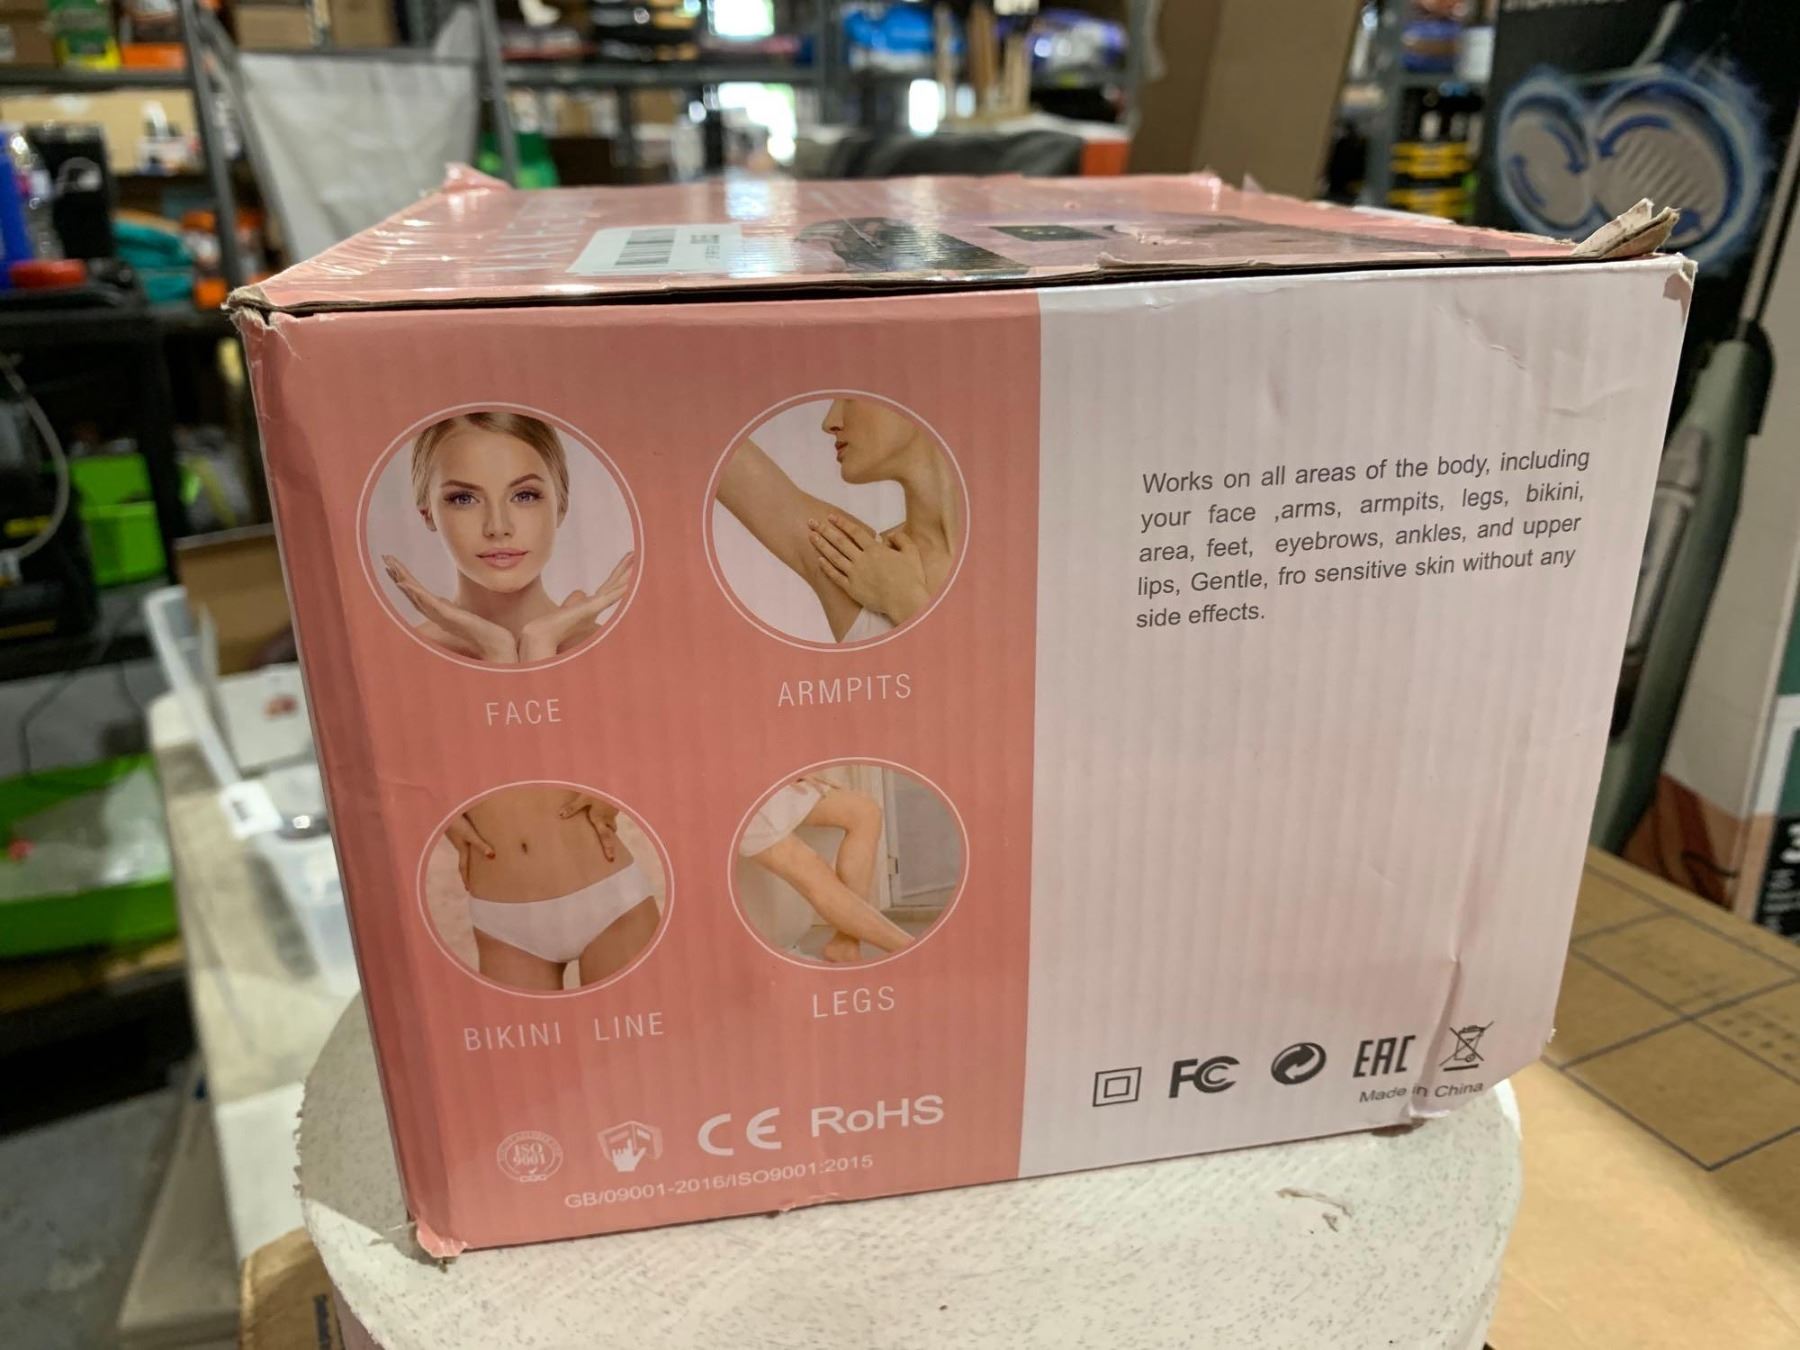 FACE
ARMPITS
BIKINI LINE
LEGS
ISO
9001
CE RoHS
GB/09001-2016/ISO9001:2015
Works on all areas of the body, including
your face ,arms, armpits, legs, bikini,
area, feet, eyebrows, ankles, and upper
lips, Gentle, fro sensitive skin without any
side effects.
FC
EAC
Made in China